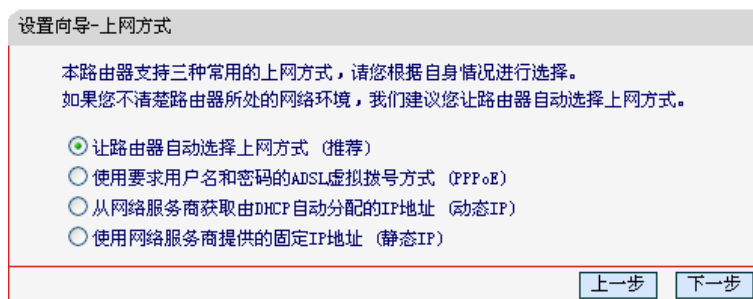 设置向导-上网方式
本路由器支持三种常用的上网方式，请您根据自身情况进行选择。
如果您不清楚路由器所处的网络环境，我们建议您让路由器自动选择上网方式。
让路由器自动选择上网方式（推荐）
使用要求用户名和密码的ADSL虚拟拨号方式（PPPoE）
从网络服务商获取由DHCP自动分配的IP地址（动态IP）
使用网络服务商提供的固定IP地址（静态IP）
上一步 下一步